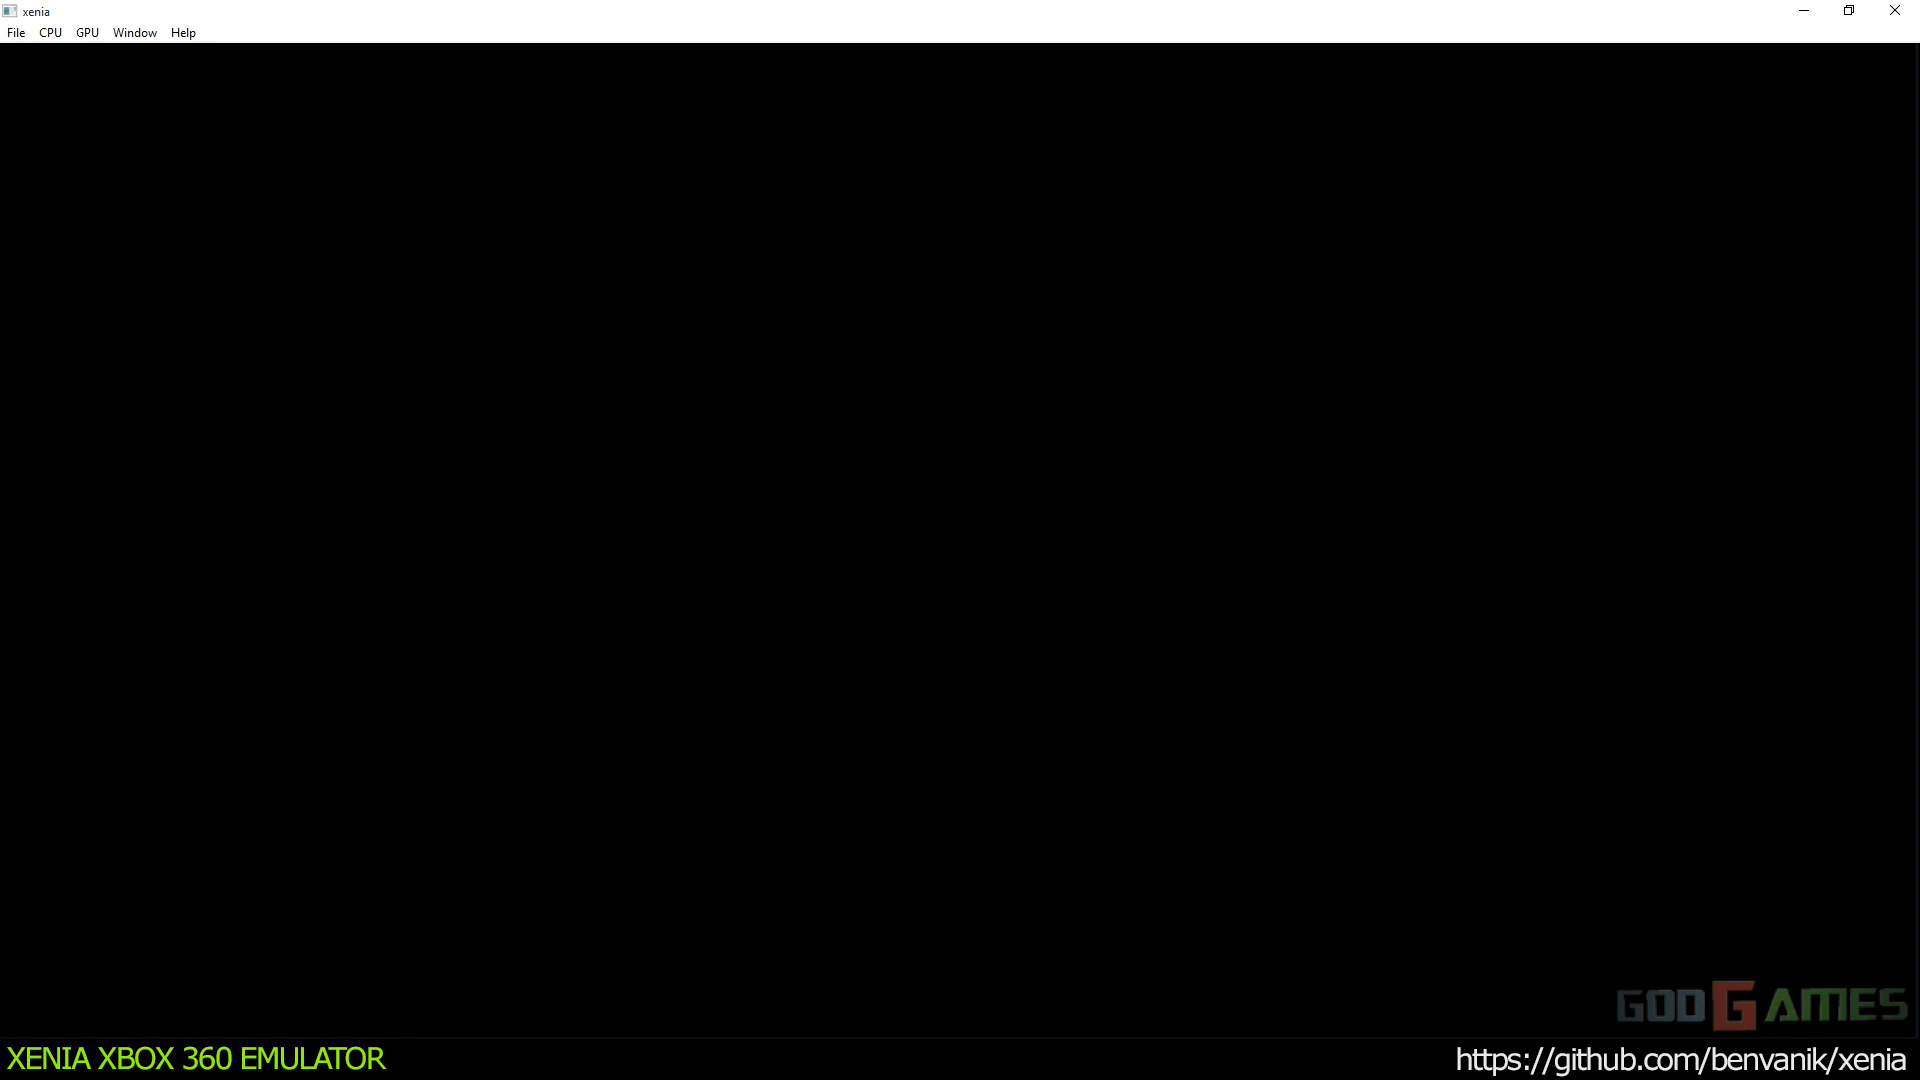 xenia
File CPU GPU Window Help
GODGAMES
XENIA XBOX 360 EMULATOR
https://github.com/benvanik/xenia